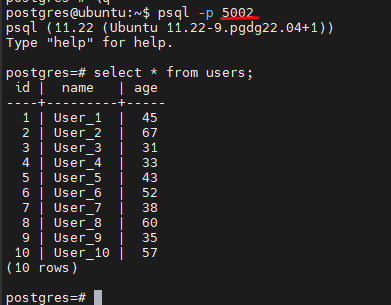 postgres@ubuntu:~$ psql -p 5002
psql (11.22 (Ubuntu 11.22-9.pgdg22.04+1))
Type "help" for help.

postgres=# select * from users;
 id |  name   | age
----+---------+-----
  1 | User_1  |  45
  2 | User_2  |  67
  3 | User_3  |  31
  4 | User_4  |  33
  5 | User_5  |  43
  6 | User_6  |  52
  7 | User_7  |  38
  8 | User_8  |  60
  9 | User_9  |  35
 10 | User_10 |  57
(10 rows)

postgres=#